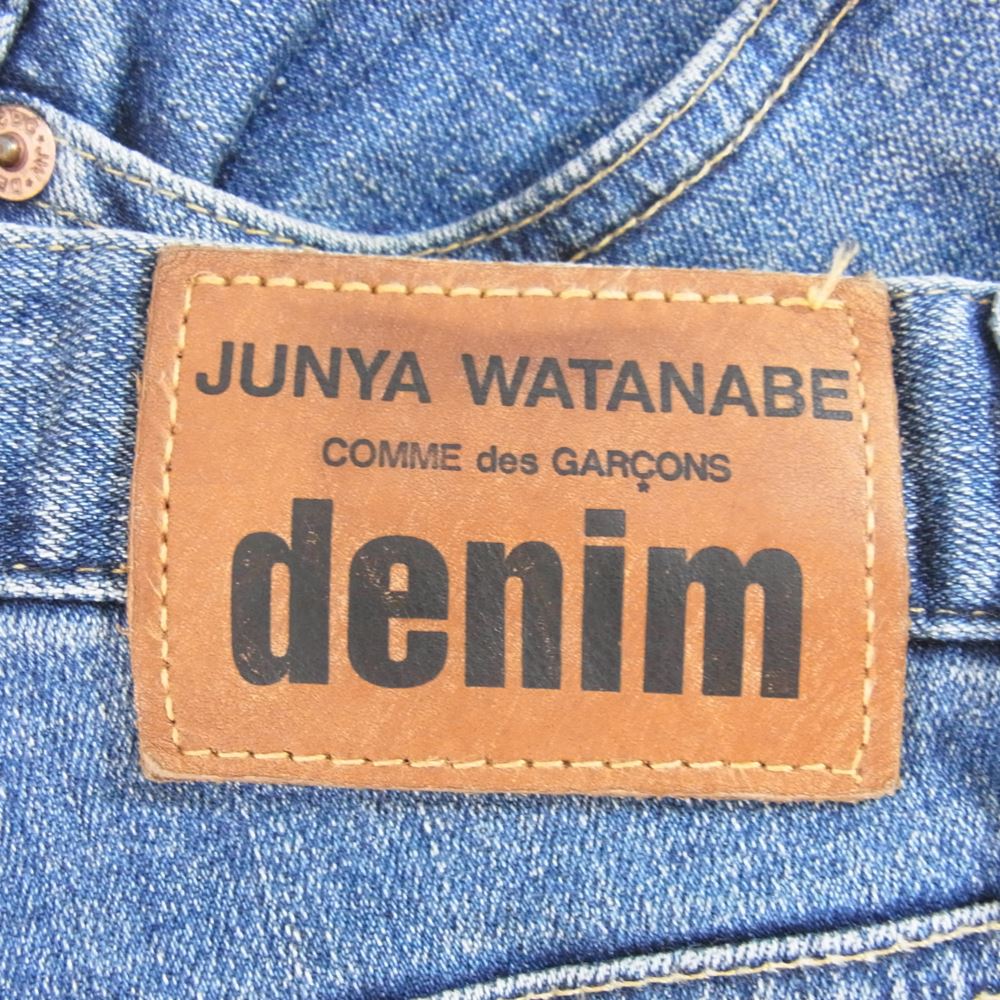 JUNYA WATANABE
COMME des GARÇONS
denim